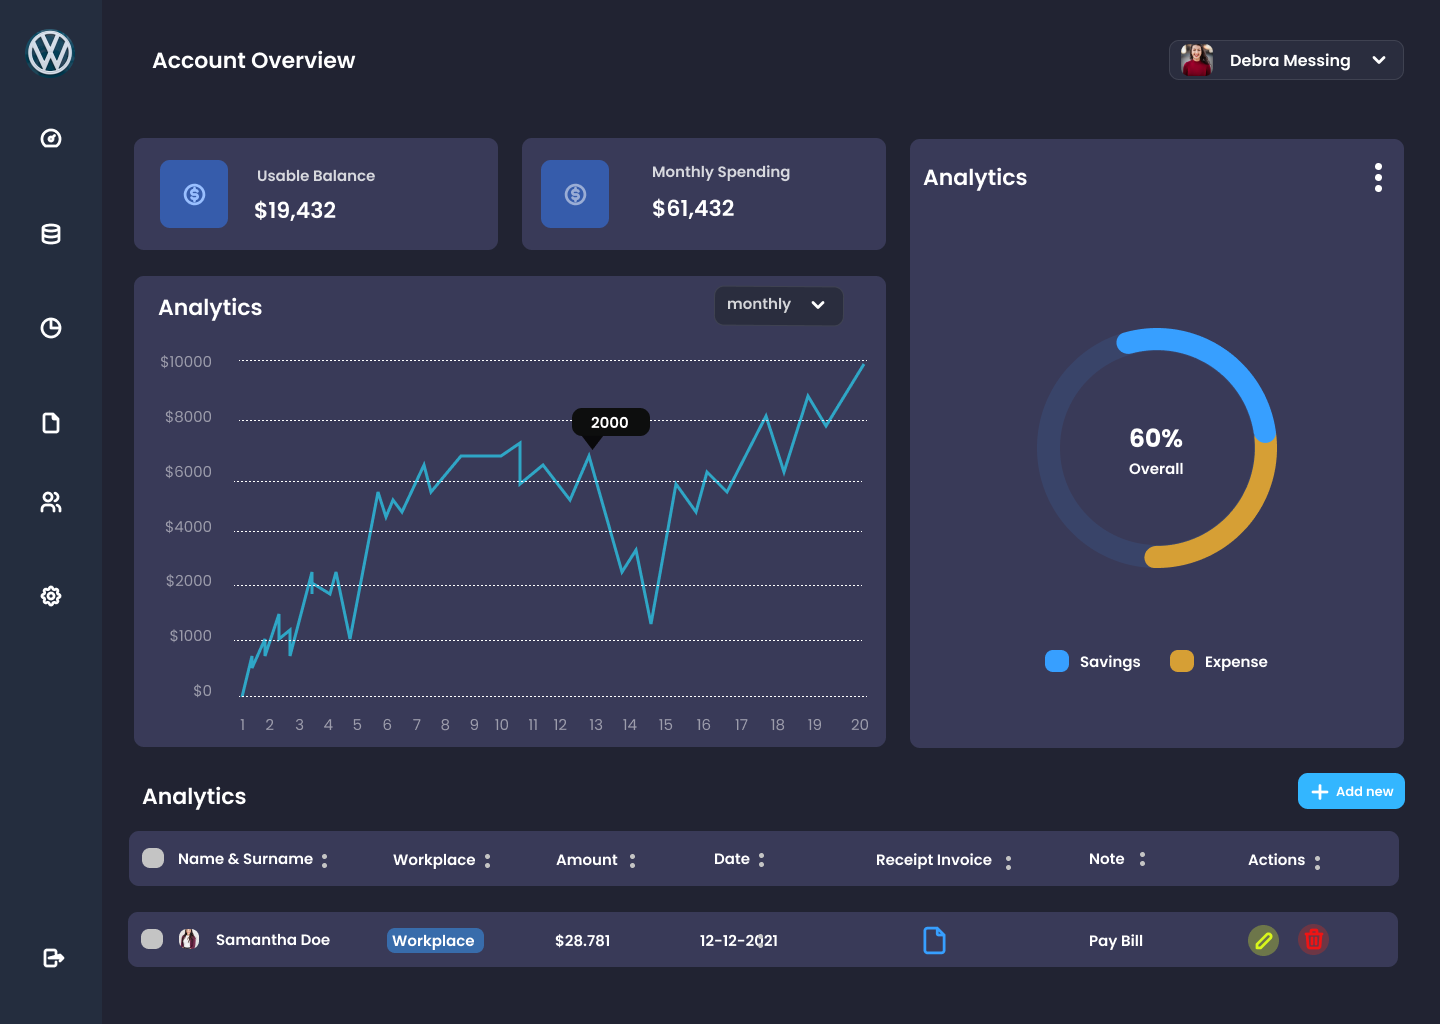 Account Overview
Debra Messing
Usable Balance
$19,432
Monthly Spending
$61,432
Analytics
Analytics
monthly
$10000
$8000
$6000
$4000
$2000
$1000
$0
2000
1 2 3 4 5 6 7 8 9 10 11 12 13 14 15 16 17 18 19 20
60%
Overall
Savings Expense
Analytics
Add new
Name & Surname Workplace Amount Date Receipt Invoice Note Actions
Samantha Doe Workplace $28.781 12-12-2021 Pay Bill